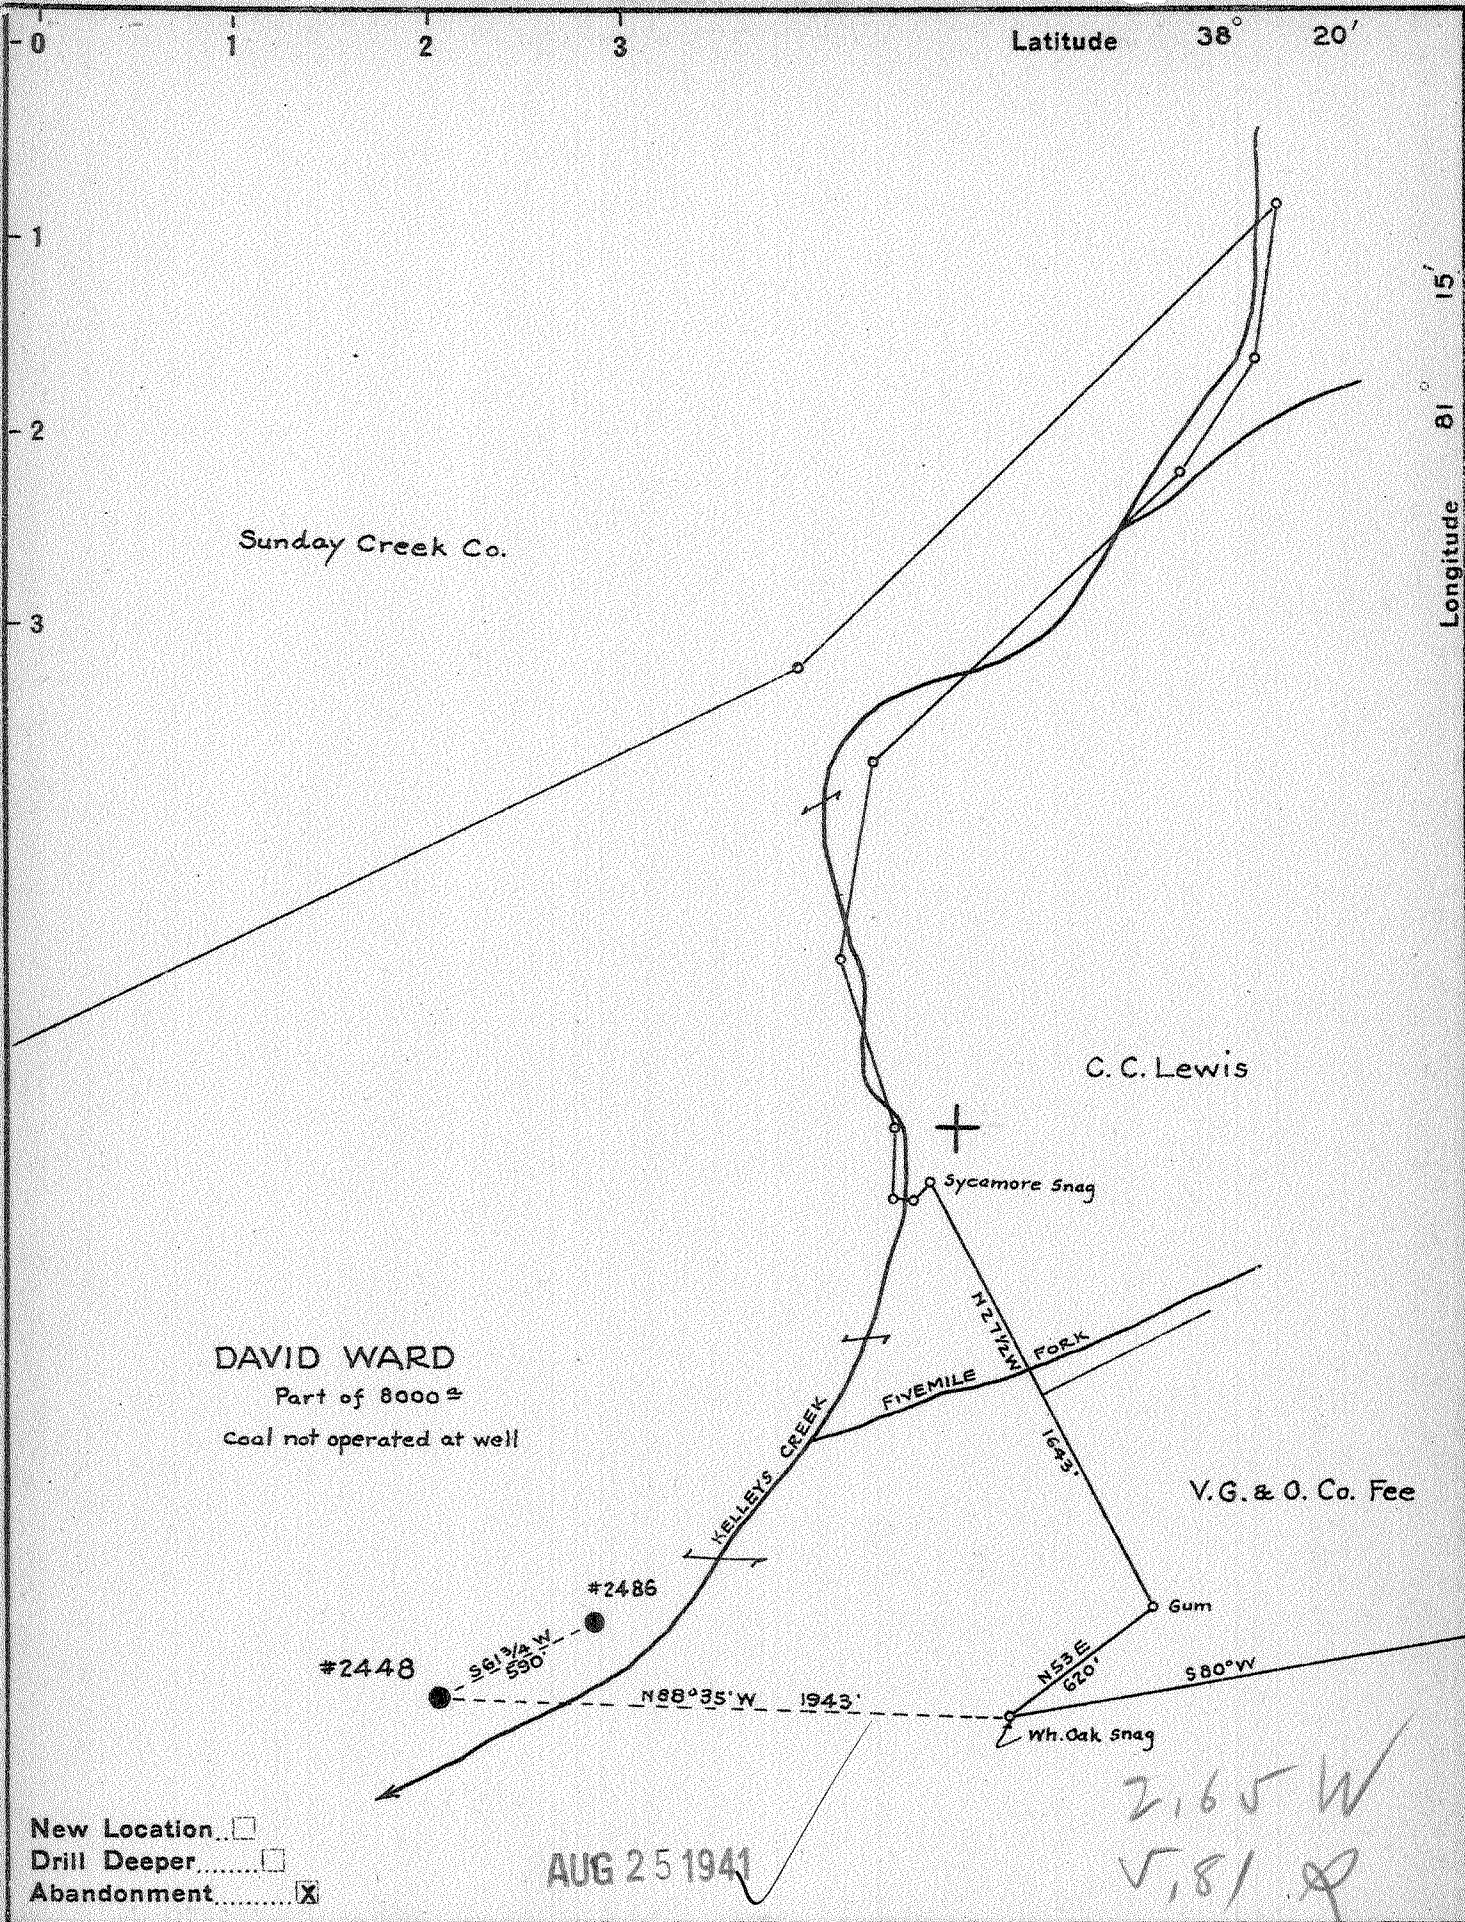 0 1 2 3 Latitude 38° 20'
1
15'
2
81°
3
Longitude
Sunday Creek Co.
C. C. Lewis
Sycamore Snag
N27½W
1643'
FIVEMILE FORK
DAVID WARD
Part of 8000 a
Coal not operated at well
KELLEYS CREEK
V. G. & O. Co. Fee
#2486
Gum
S61¾W
590'
#2448
N53E
620'
S80°W
N88°35'W 1943'
Wh. Oak Snag
2.65 W
New Location..
Drill Deeper........
Abandonment..........X
AUG 25 1941
5.81